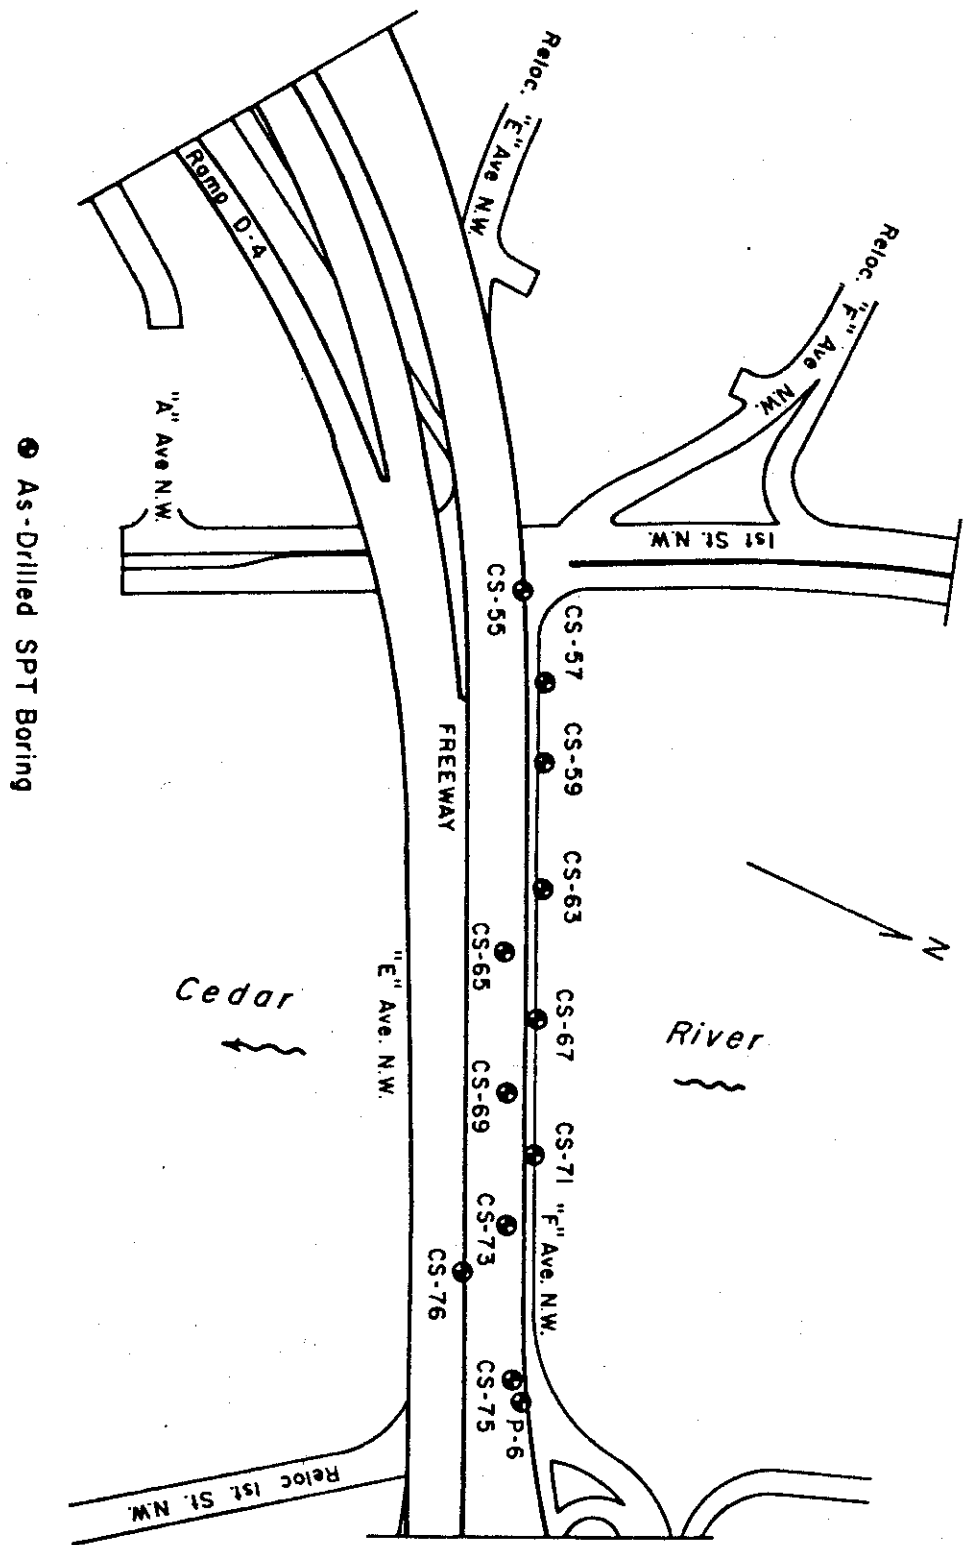 Reloc. "E" Ave N.W.
Reloc. "F" Ave
N.W.
Ramp D-4
"A" Ave N.W.
1st St. N.W.
CS-55
CS-57
CS-59
CS-63
CS-65
CS-67
CS-69
CS-71
CS-73
CS-76
CS-75
P-6
FREEWAY
"E" Ave. N.W.
"F" Ave. N.W.
N
Cedar
River
Reloc 1st. St. N.W.
As-Drilled SPT Boring